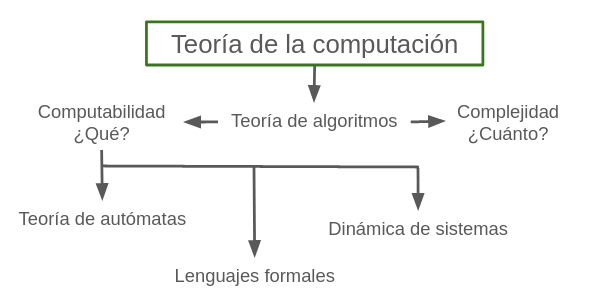 Teoría de la computación
Computabilidad
¿Qué?
Teoría de algoritmos
Complejidad
¿Cuánto?
Teoría de autómatas
Lenguajes formales
Dinámica de sistemas